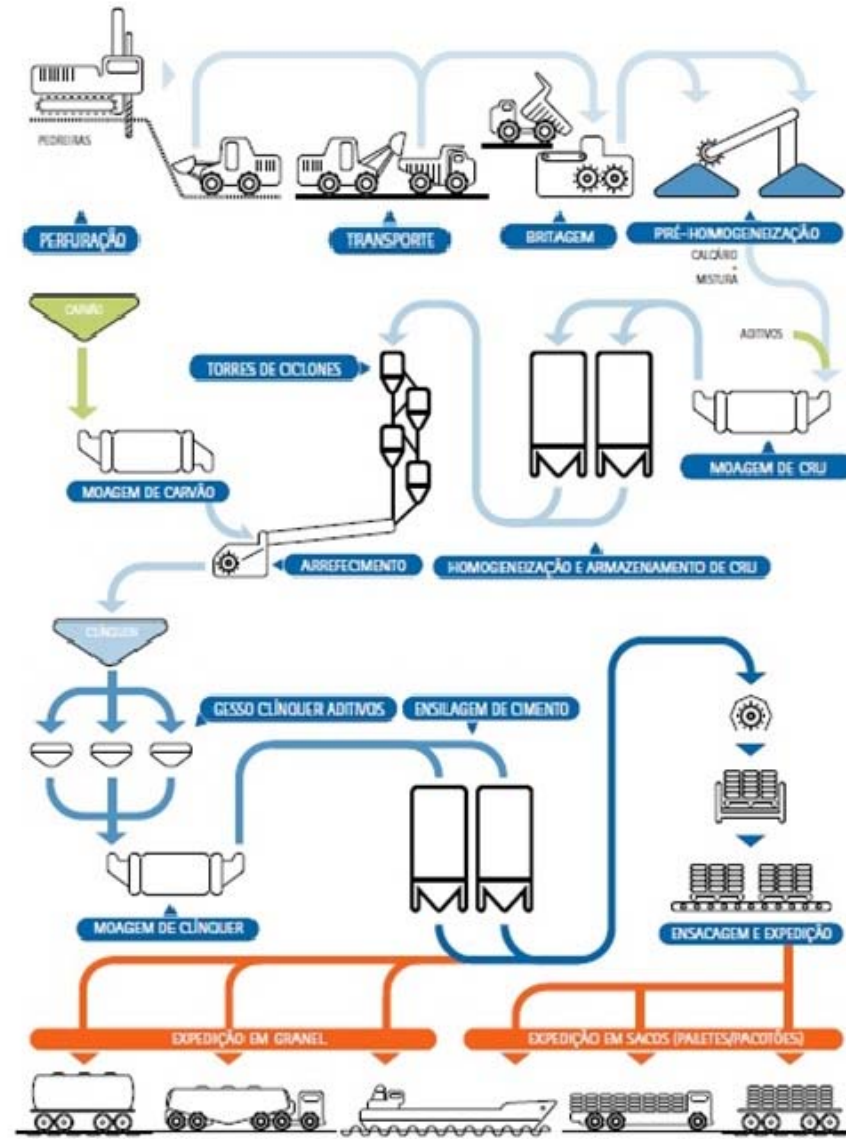 PEDREIRAS
PERFURAÇÃO
TRANSPORTE
BRITAGEM
PRÉ-HOMOGENEIZAÇÃO
CALCÁRIO
+
MISTURA
CARVÃO
ADITIVOS
TORRES DE CICLONES
MOAGEM DE CRU
MOAGEM DE CARVÃO
ARREFECIMENTO
HOMOGENEIZAÇÃO E ARMAZENAMENTO DE CRU
CLÍNQUER
GESSO CLÍNQUER ADITIVOS
ENSILAGEM DE CIMENTO
MOAGEM DE CLÍNQUER
ENSACAGEM E EXPEDIÇÃO
EXPEDIÇÃO EM GRANEL
EXPEDIÇÃO EM SACOS (PALETES/PACOTÕES)